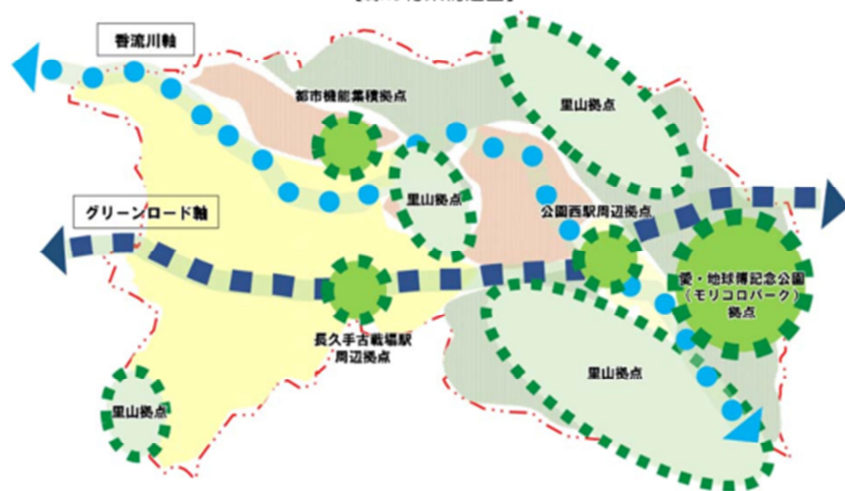 香流川軸
都市機能集積拠点
里山拠点
里山拠点
公園西駅周辺拠点
グリーンロード軸
愛・地球博記念公園
（モリコロパーク）
拠点
長久手古戦場駅
周辺拠点
里山拠点
里山拠点